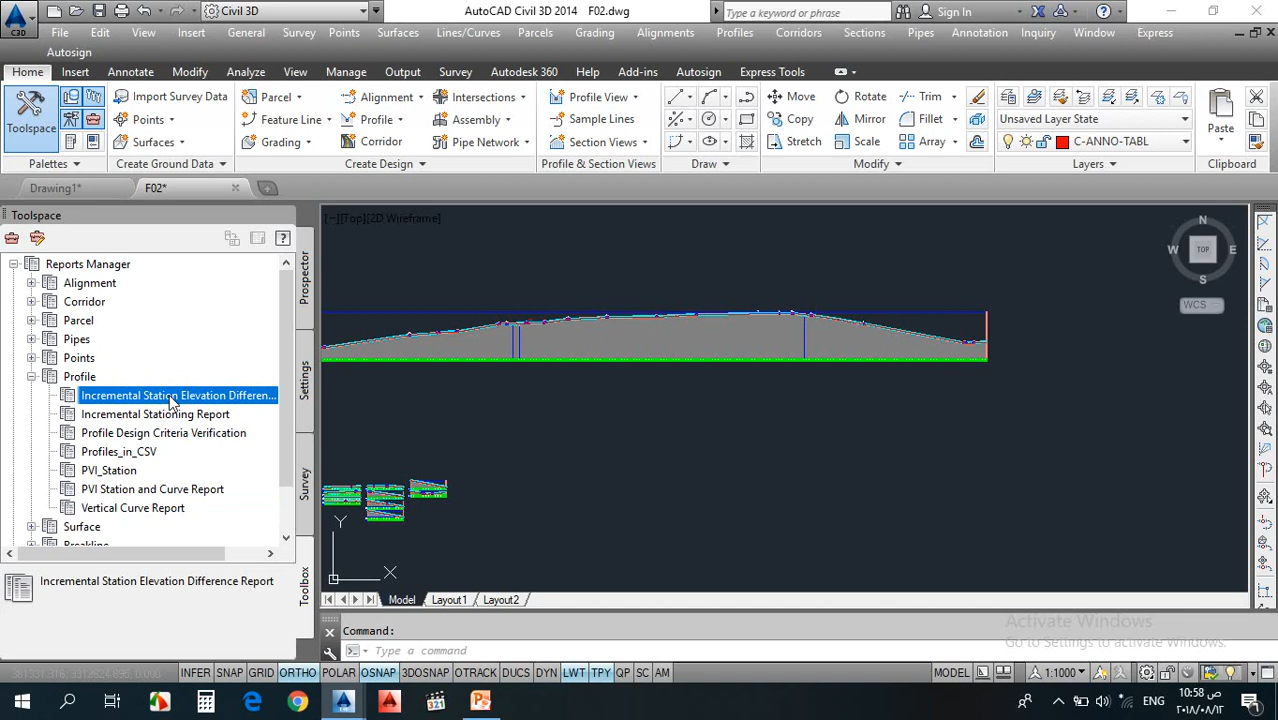 Civil 3D
AutoCAD Civil 3D 2014 F02.dwg
Type a keyword or phrase
Sign In
File Edit View Insert General Survey Points Surfaces Lines/Curves Parcels Grading Alignments Profiles Corridors Sections Pipes Annotation Inquiry Window Express
Autosign
Home Insert Annotate Modify Analyze View Manage Output Survey Autodesk 360 Help Add-ins Autosign Express Tools
Toolspace
Import Survey Data
Points
Surfaces
Parcel
Feature Line
Grading
Alignment
Profile
Corridor
Intersections
Assembly
Pipe Network
Profile View
Sample Lines
Section Views
Move Rotate Trim
Copy Mirror Fillet
Stretch Scale Array
Unsaved Layer State
C-ANNO-TABL
Paste
Palettes Create Ground Data Create Design Profile & Section Views Draw Modify Layers Clipboard
Drawing1* F02*
Toolspace
Reports Manager
Alignment
Corridor
Parcel
Pipes
Points
Profile
Incremental Station Elevation Differen...
Incremental Stationing Report
Profile Design Criteria Verification
Profiles_in_CSV
PVI_Station
PVI Station and Curve Report
Vertical Curve Report
Surface
Breakline
Incremental Station Elevation Difference Report
Prospector
Settings
Survey
Toolbox
[−][Top][2D Wireframe]
N
W TOP E
S
WCS
Y
X
Model Layout1 Layout2
Command:
Type a command
Activate Windows
Go to Settings to activate Windows.
INFER SNAP GRID ORTHO POLAR OSNAP 3DOSNAP OTRACK DUCS DYN LWT TPY QP SC AM
MODEL 1:1000
ENG
10:58 ص
٢٠١٨/٠٨/١٢